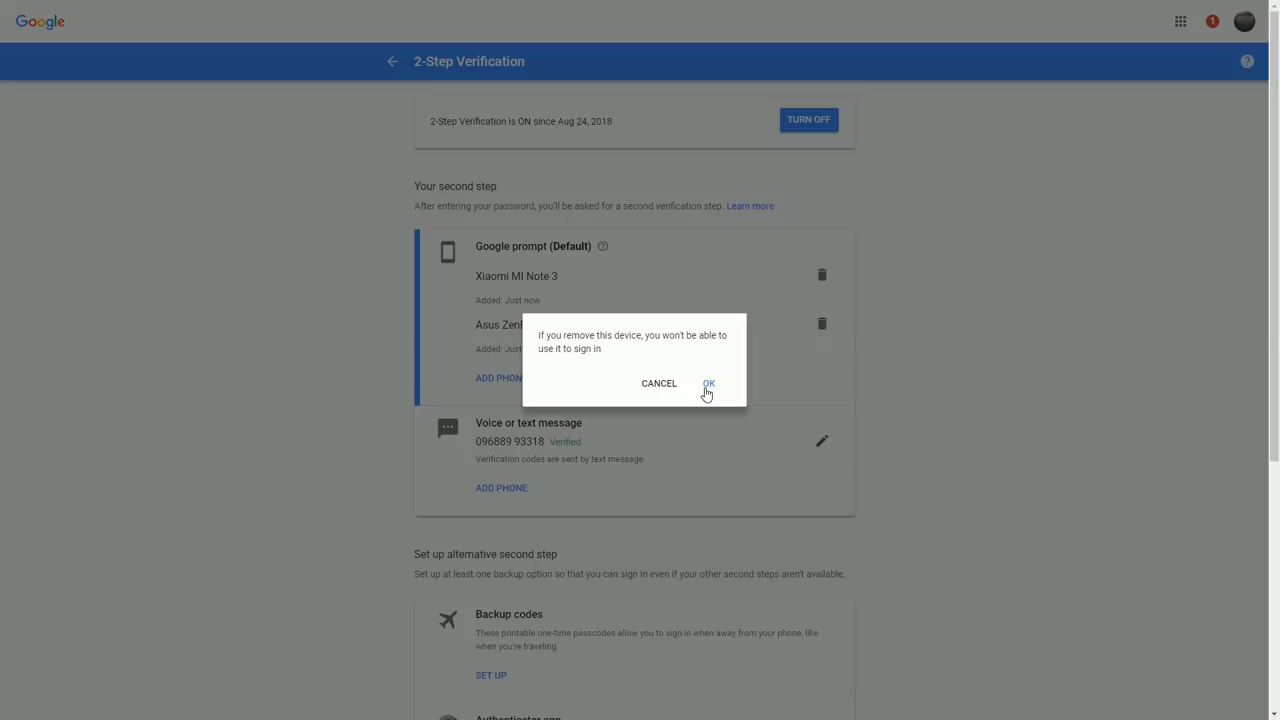 Google
1
2-Step Verification
2-Step Verification is ON since Aug 24, 2018
TURN OFF
Your second step
After entering your password, you'll be asked for a second verification step. Learn more
Google prompt (Default)
Xiaomi MI Note 3
Added: Just now
Asus Zen
Added: Just
ADD PHON
If you remove this device, you won't be able to
use it to sign in
CANCEL
OK
Voice or text message
096889 93318 Verified
Verification codes are sent by text message.
ADD PHONE
Set up alternative second step
Set up at least one backup option so that you can sign in even if your other second steps aren't available.
Backup codes
These printable one-time passcodes allow you to sign in when away from your phone, like
when you're traveling.
SET UP
Authenticator app